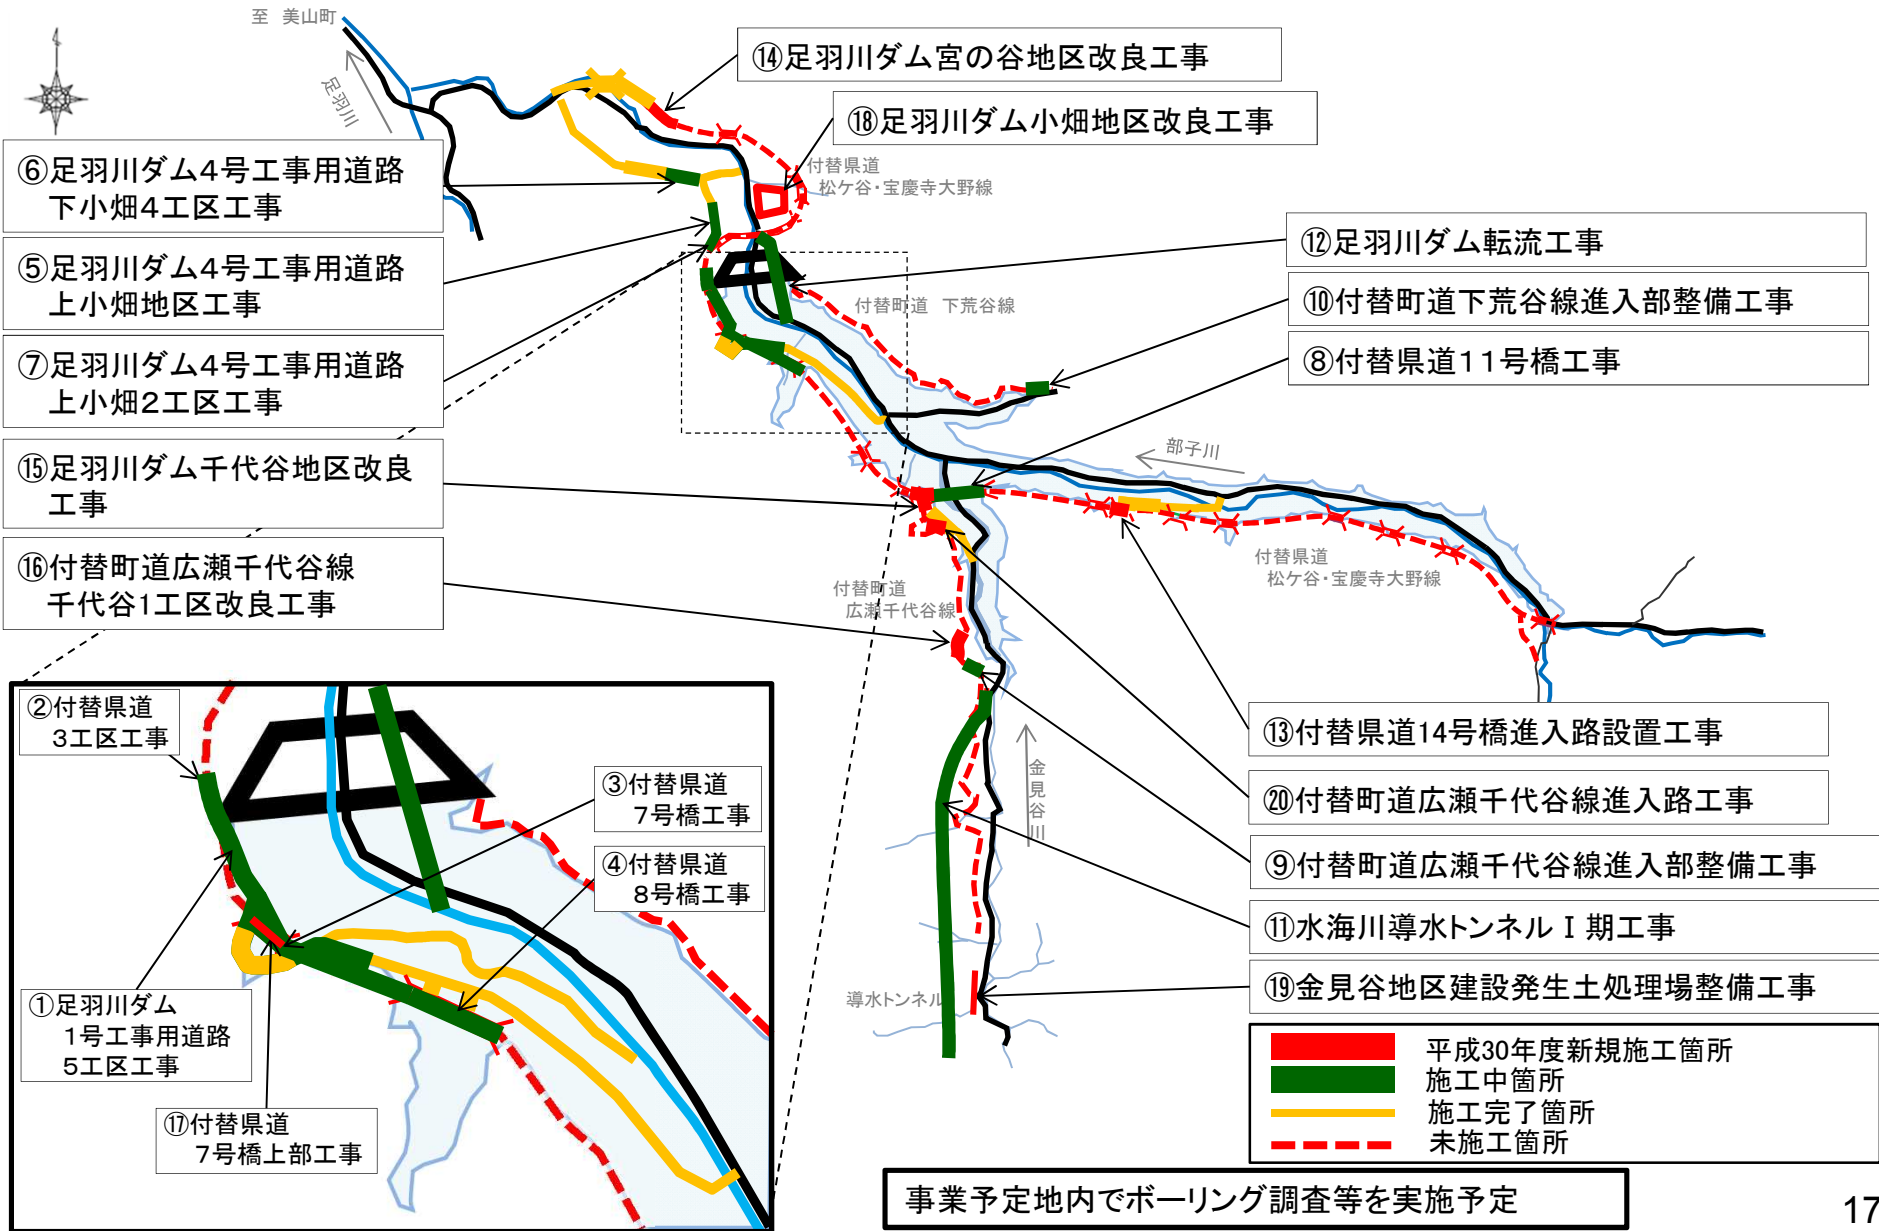 至 美山町
足羽川
⑭足羽川ダム宮の谷地区改良工事
⑱足羽川ダム小畑地区改良工事
付替県道
松ケ谷・宝慶寺大野線
⑥足羽川ダム4号工事用道路
下小畑4工区工事
⑤足羽川ダム4号工事用道路
上小畑地区工事
⑦足羽川ダム4号工事用道路
上小畑2工区工事
⑮足羽川ダム千代谷地区改良
工事
⑯付替町道広瀬千代谷線
千代谷1工区改良工事
⑫足羽川ダム転流工事
⑩付替町道下荒谷線進入部整備工事
⑧付替県道11号橋工事
付替町道 下荒谷線
部子川
付替県道
松ケ谷・宝慶寺大野線
付替町道
広瀬千代谷線
金見谷川
導水トンネル
⑬付替県道14号橋進入路設置工事
⑳付替町道広瀬千代谷線進入路工事
⑨付替町道広瀬千代谷線進入部整備工事
⑪水海川導水トンネルⅠ期工事
⑲金見谷地区建設発生土処理場整備工事
②付替県道
3工区工事
③付替県道
7号橋工事
④付替県道
8号橋工事
①足羽川ダム
1号工事用道路
5工区工事
⑰付替県道
7号橋上部工事
平成30年度新規施工箇所
施工中箇所
施工完了箇所
未施工箇所
事業予定地内でボーリング調査等を実施予定
17